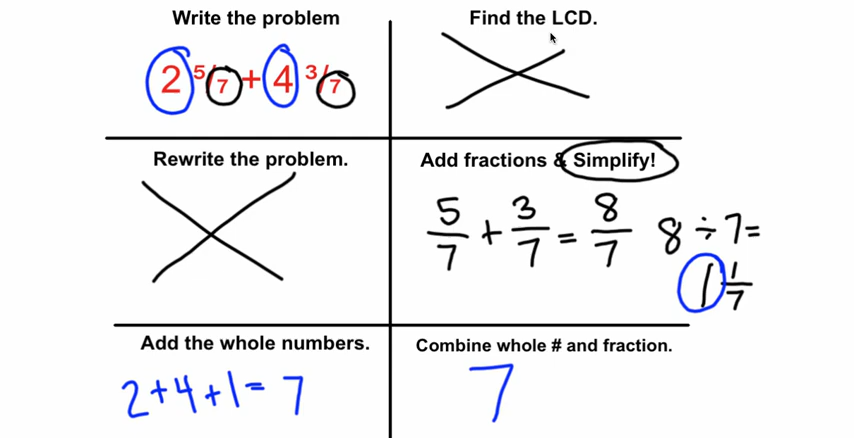 Write the problem
2 5/7 + 4 3/7
Find the LCD.
Rewrite the problem.
Add fractions & Simplify!
5/7 + 3/7 = 8/7 8 ÷ 7 =
1 1/7
Add the whole numbers.
2+4+1= 7
Combine whole # and fraction.
7